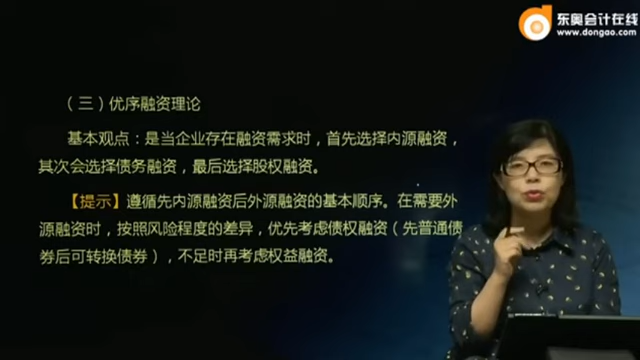 东奥会计在线
www.dongao.com
（三）优序融资理论
基本观点：是当企业存在融资需求时，首先选择内源融资，
其次会选择债务融资，最后选择股权融资。
【提示】遵循先内源融资后外源融资的基本顺序。在需要外
源融资时，按照风险程度的差异，优先考虑债权融资（先普通债
券后可转换债券），不足时再考虑权益融资。